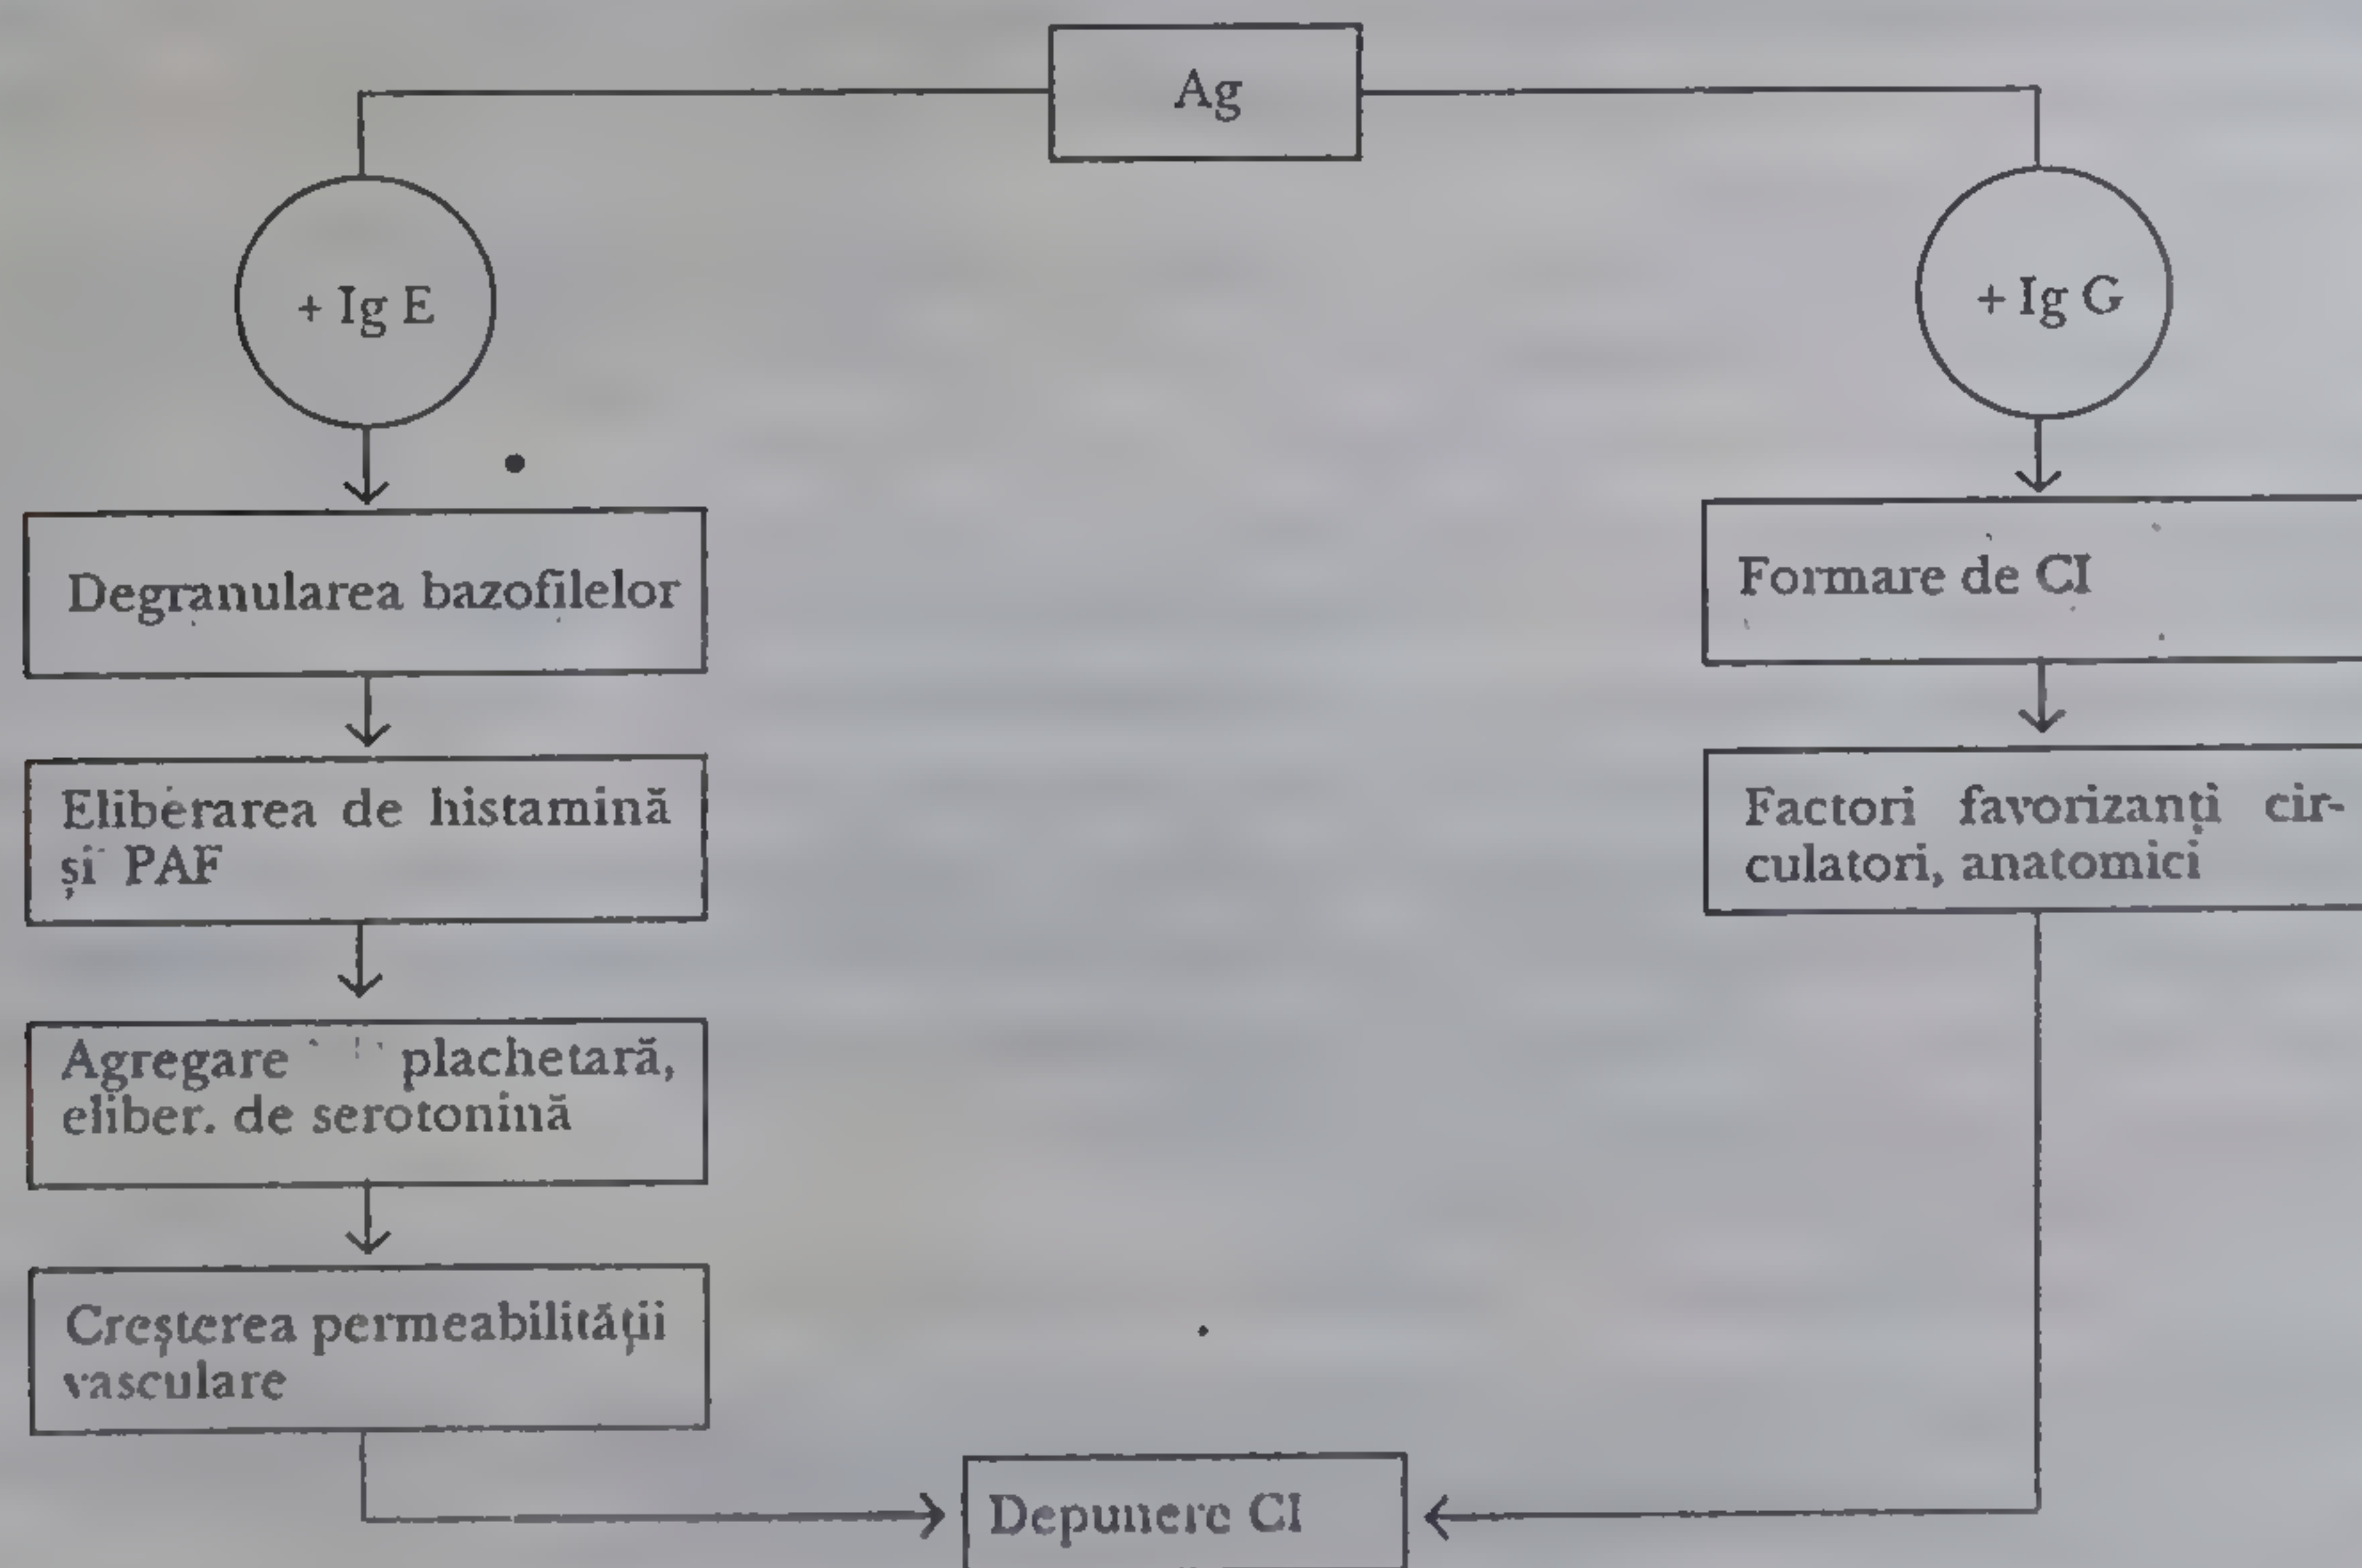 Ag
+ Ig E
+ Ig G
Degranularea bazofilelor
Formare de CI
Eliberarea de histamină
și PAF
Factori favorizanți cir-
culatori, anatomici
Agregare plachetară,
eliber. de serotonină
Creșterea permeabilității
vasculare
Depunere CI